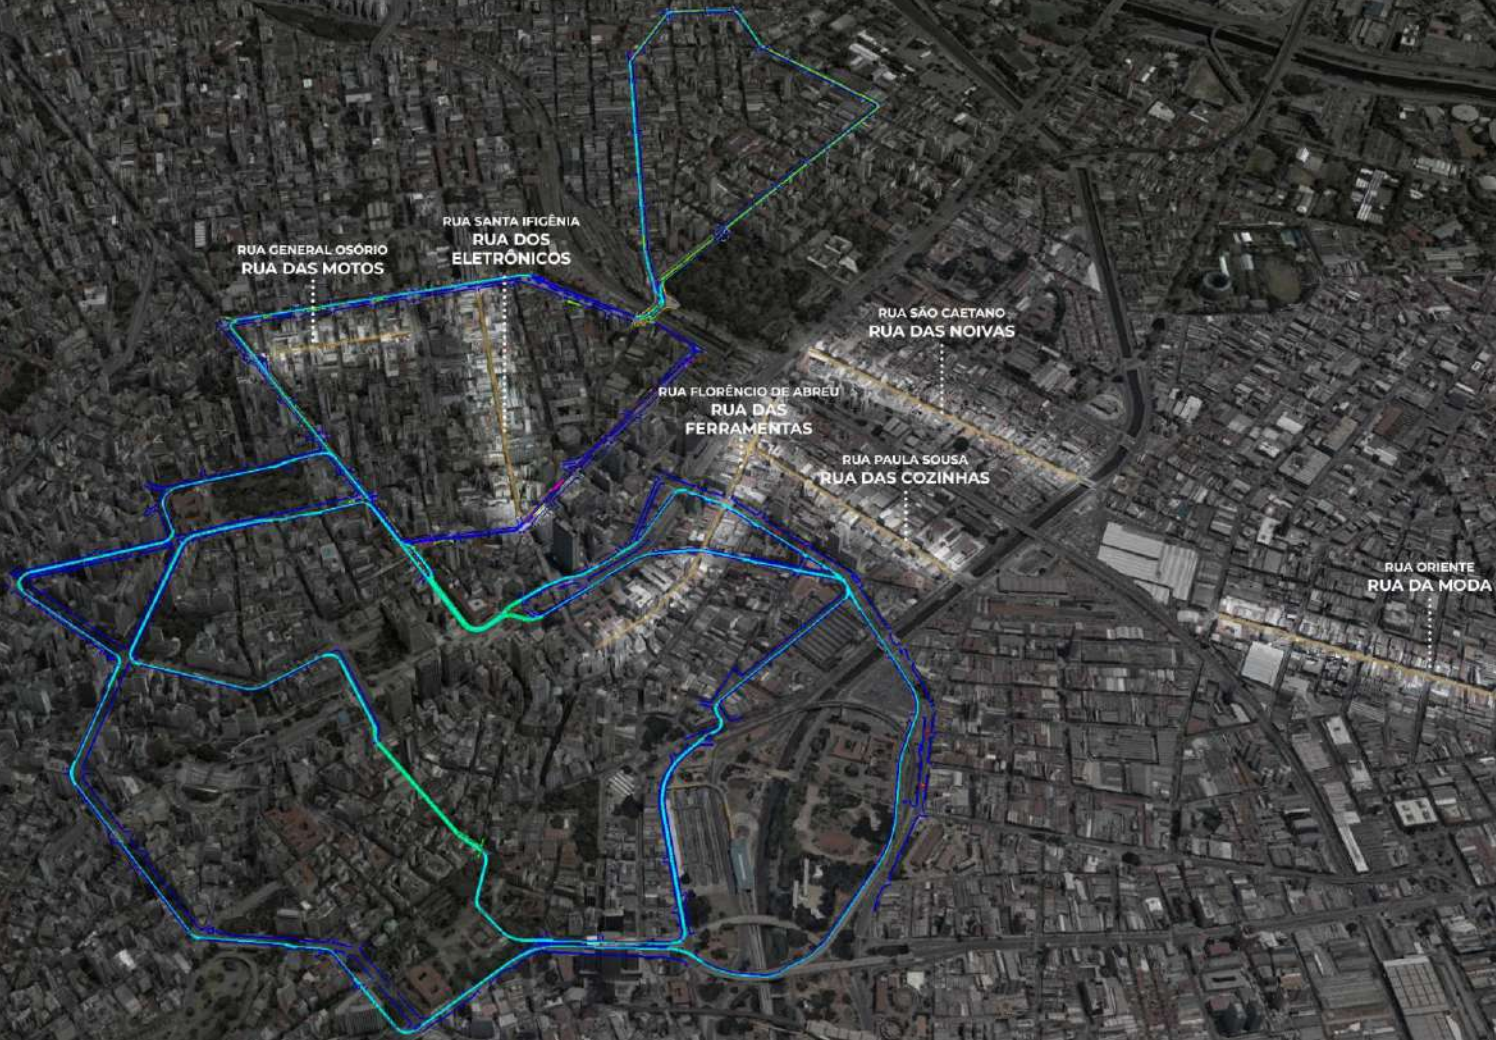 RUA SANTA IFIGÊNIA
RUA DOS
ELETRÔNICOS
RUA GENERAL OSÓRIO
RUA DAS MOTOS
RUA SÃO CAETANO
RUA DAS NOIVAS
RUA FLORÊNCIO DE ABREU
RUA DAS
FERRAMENTAS
RUA PAULA SOUSA
RUA DAS COZINHAS
RUA ORIENTE
RUA DA MODA